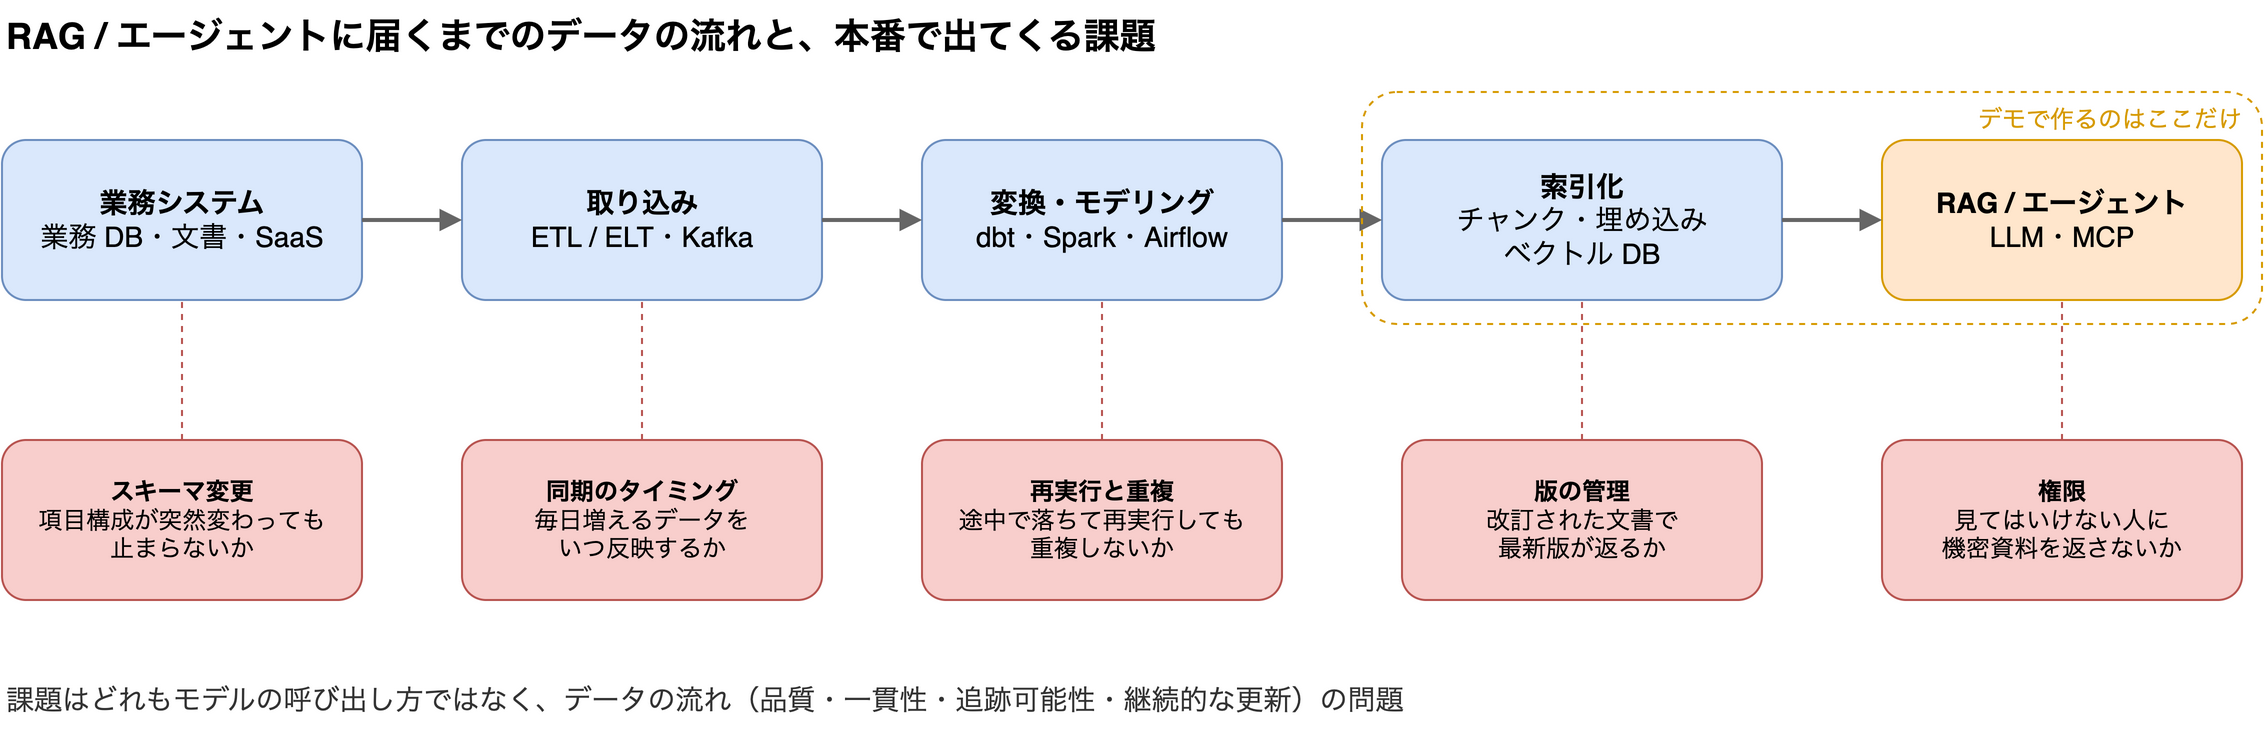 RAG / エージェントに届くまでのデータの流れと、本番で出てくる課題
デモで作るのはここだけ
業務システム
業務 DB・文書・SaaS
取り込み
ETL / ELT・Kafka
変換・モデリング
dbt・Spark・Airflow
索引化
チャンク・埋め込み
ベクトル DB
RAG / エージェント
LLM・MCP
スキーマ変更
項目構成が突然変わっても
止まらないか
同期のタイミング
毎日増えるデータを
いつ反映するか
再実行と重複
途中で落ちて再実行しても
重複しないか
版の管理
改訂された文書で
最新版が返るか
権限
見てはいけない人に
機密資料を返さないか
課題はどれもモデルの呼び出し方ではなく、データの流れ（品質・一貫性・追跡可能性・継続的な更新）の問題